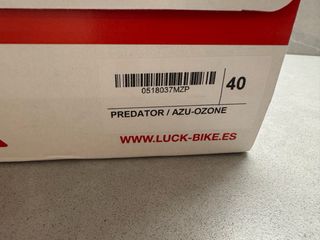 0518037MZP
40
PREDATOR / AZU-OZONE
WWW.LUCK-BIKE.ES